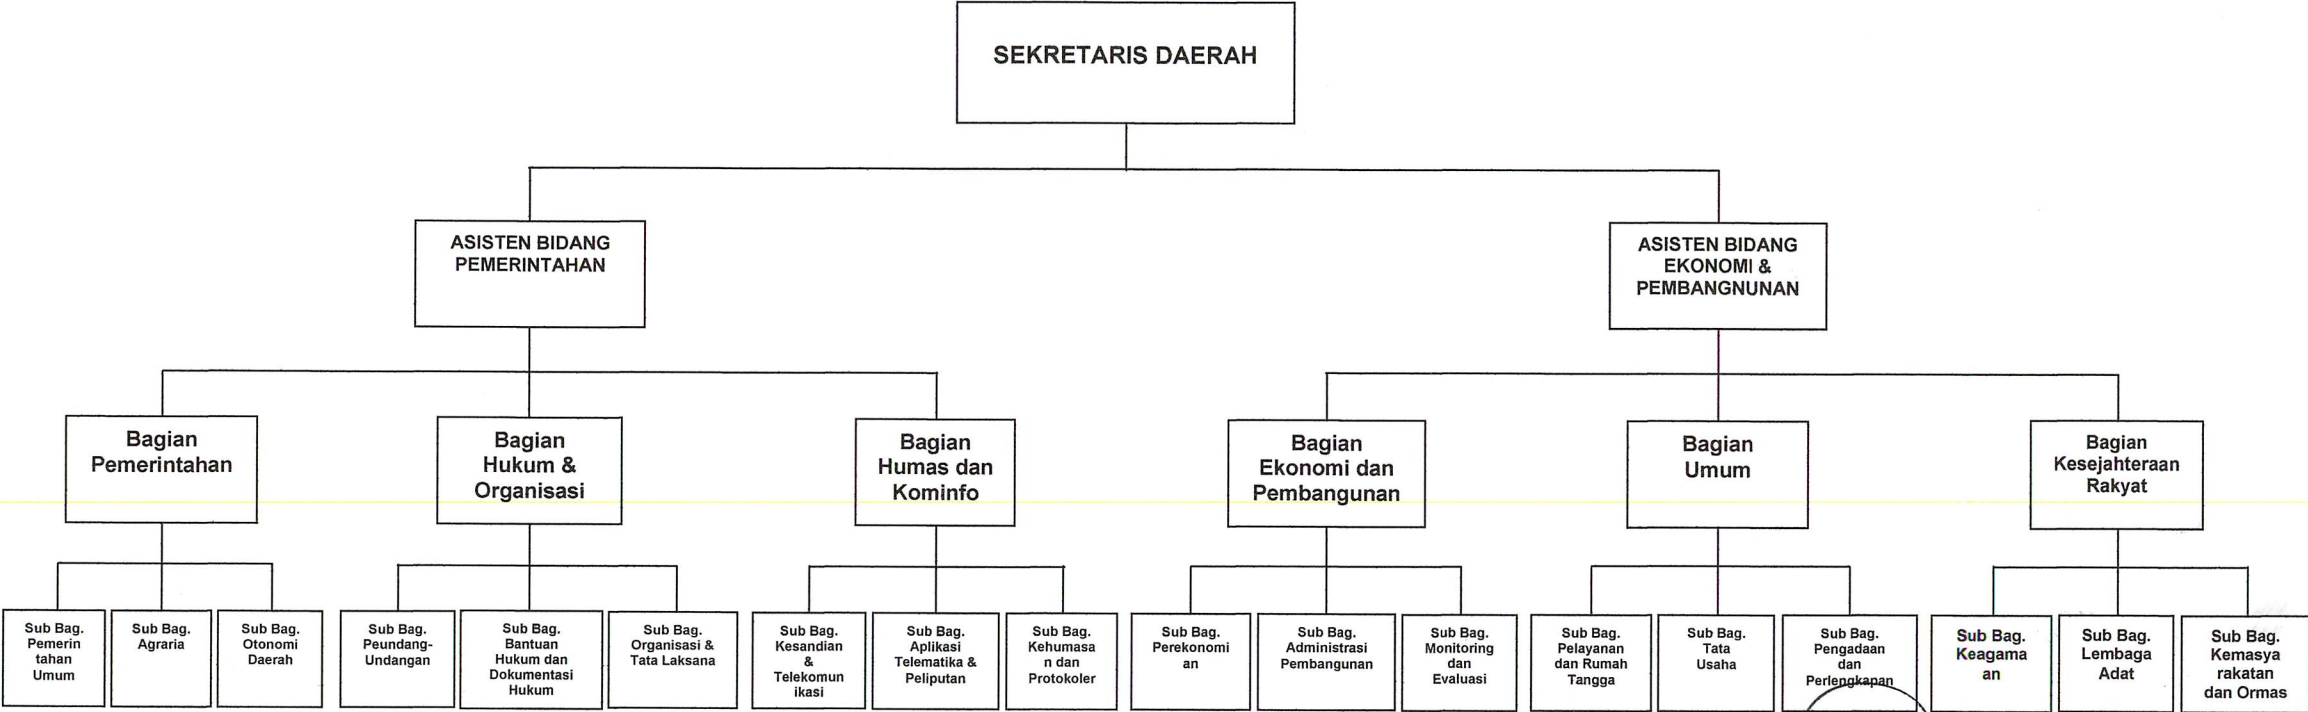 SEKRETARIS DAERAH
ASISTEN BIDANG
PEMERINTAHAN
ASISTEN BIDANG
EKONOMI &
PEMBANGNUNAN
Bagian
Pemerintahan
Bagian
Hukum &
Organisasi
Bagian
Humas dan
Kominfo
Bagian
Ekonomi dan
Pembangunan
Bagian
Umum
Bagian
Kesejahteraan
Rakyat
Sub Bag.
Pemerin
tahan
Umum
Sub Bag.
Agraria
Sub Bag.
Otonomi
Daerah
Sub Bag.
Peundang-
Undangan
Sub Bag.
Bantuan
Hukum dan
Dokumentasi
Hukum
Sub Bag.
Organisasi &
Tata Laksana
Sub Bag.
Kesandian
&
Telekomun
ikasi
Sub Bag.
Aplikasi
Telematika &
Peliputan
Sub Bag.
Kehumasa
n dan
Protokoler
Sub Bag.
Perekonomi
an
Sub Bag.
Administrasi
Pembangunan
Sub Bag.
Monitoring
dan
Evaluasi
Sub Bag.
Pelayanan
dan Rumah
Tangga
Sub Bag.
Tata
Usaha
Sub Bag.
Pengadaan
dan
Perlengkapan
Sub Bag.
Keagama
an
Sub Bag.
Lembaga
Adat
Sub Bag.
Kemasya
rakatan
dan Ormas